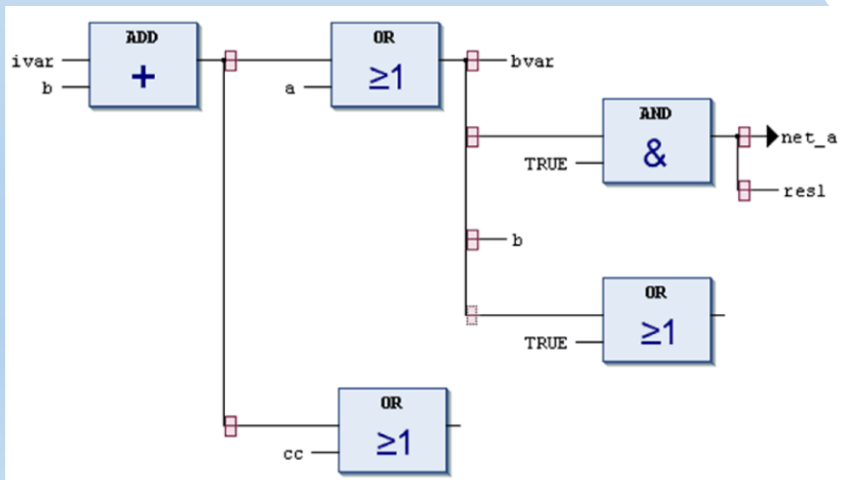 ADD
ivar
+
b
OR
a
≥1
bvar
AND
TRUE
&
net_a
resl
b
OR
TRUE
≥1
OR
cc
≥1